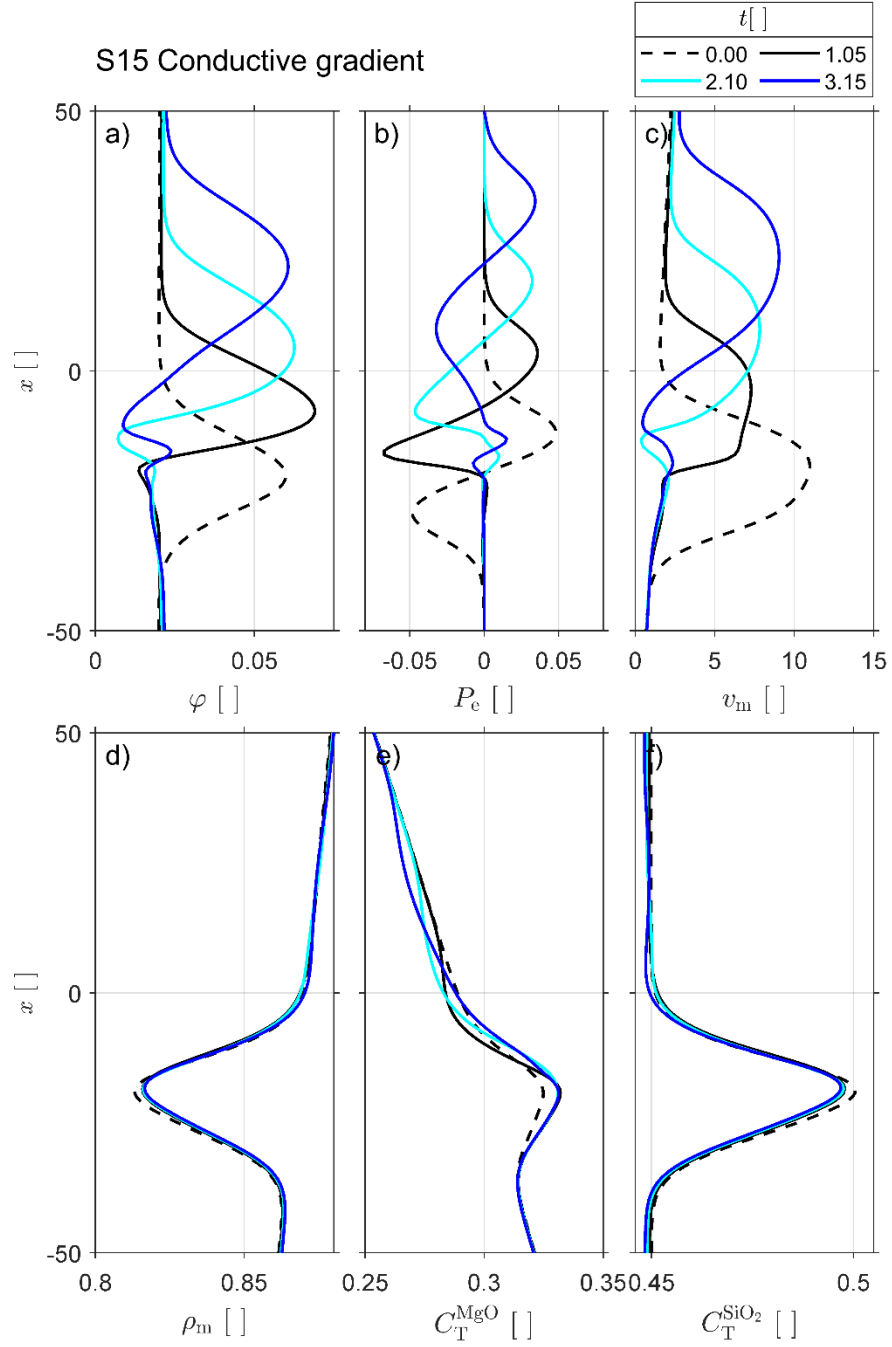 t[ ]
0.00 1.05
2.10 3.15
S15 Conductive gradient
a) b) c)
50
0
-50
x [ ]
0 0.05
φ [ ]
-0.05 0 0.05
P_e [ ]
0 5 10 15
v_m [ ]
d) e) f)
50
0
-50
x [ ]
0.8 0.85
ρ_m [ ]
0.25 0.3 0.35
C_T^MgO [ ]
0.45 0.5
C_T^SiO₂ [ ]